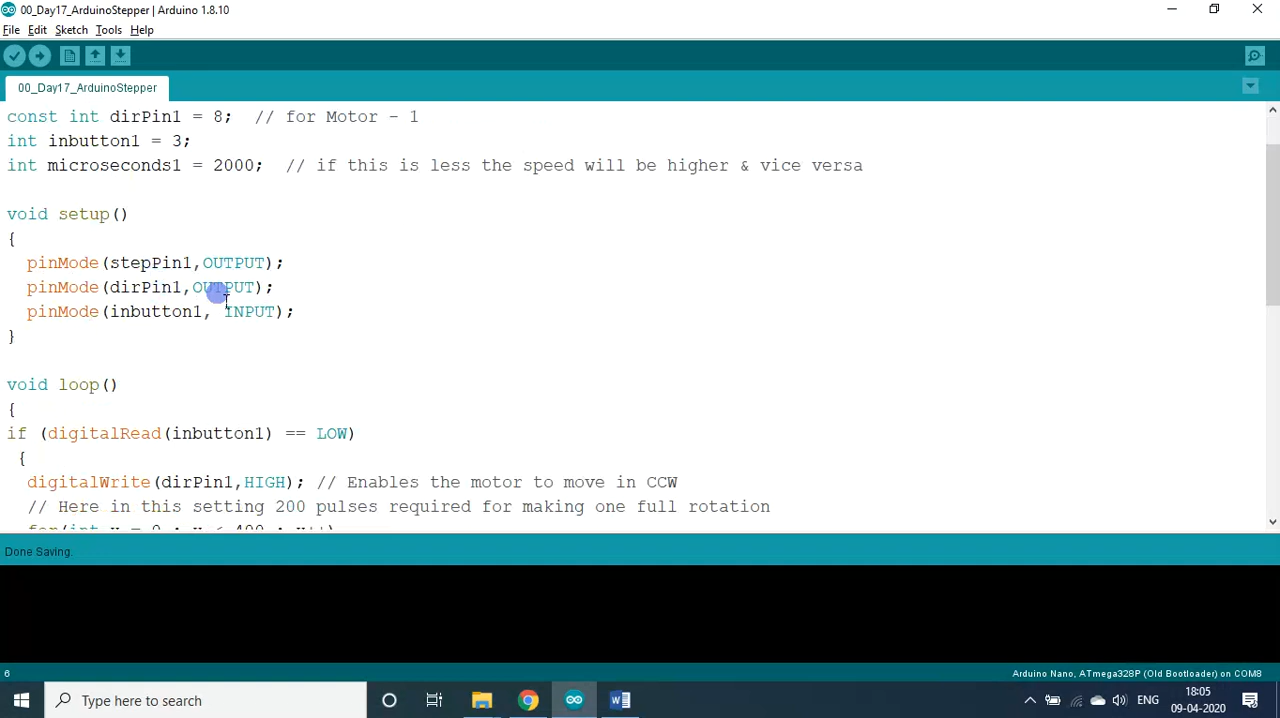 00_Day17_ArduinoStepper | Arduino 1.8.10
File Edit Sketch Tools Help
00_Day17_ArduinoStepper
const int dirPin1 = 8;  // for Motor - 1
int inbutton1 = 3;
int microseconds1 = 2000;  // if this is less the speed will be higher & vice versa
void setup()
{
pinMode(stepPin1,OUTPUT);
pinMode(dirPin1,OUTPUT);
pinMode(inbutton1, INPUT);
}
void loop()
{
if (digitalRead(inbutton1) == LOW)
{
digitalWrite(dirPin1,HIGH); // Enables the motor to move in CCW
// Here in this setting 200 pulses required for making one full rotation
Done Saving.
6
Arduino Nano, ATmega328P (Old Bootloader) on COM8
Type here to search
ENG
18:05
09-04-2020